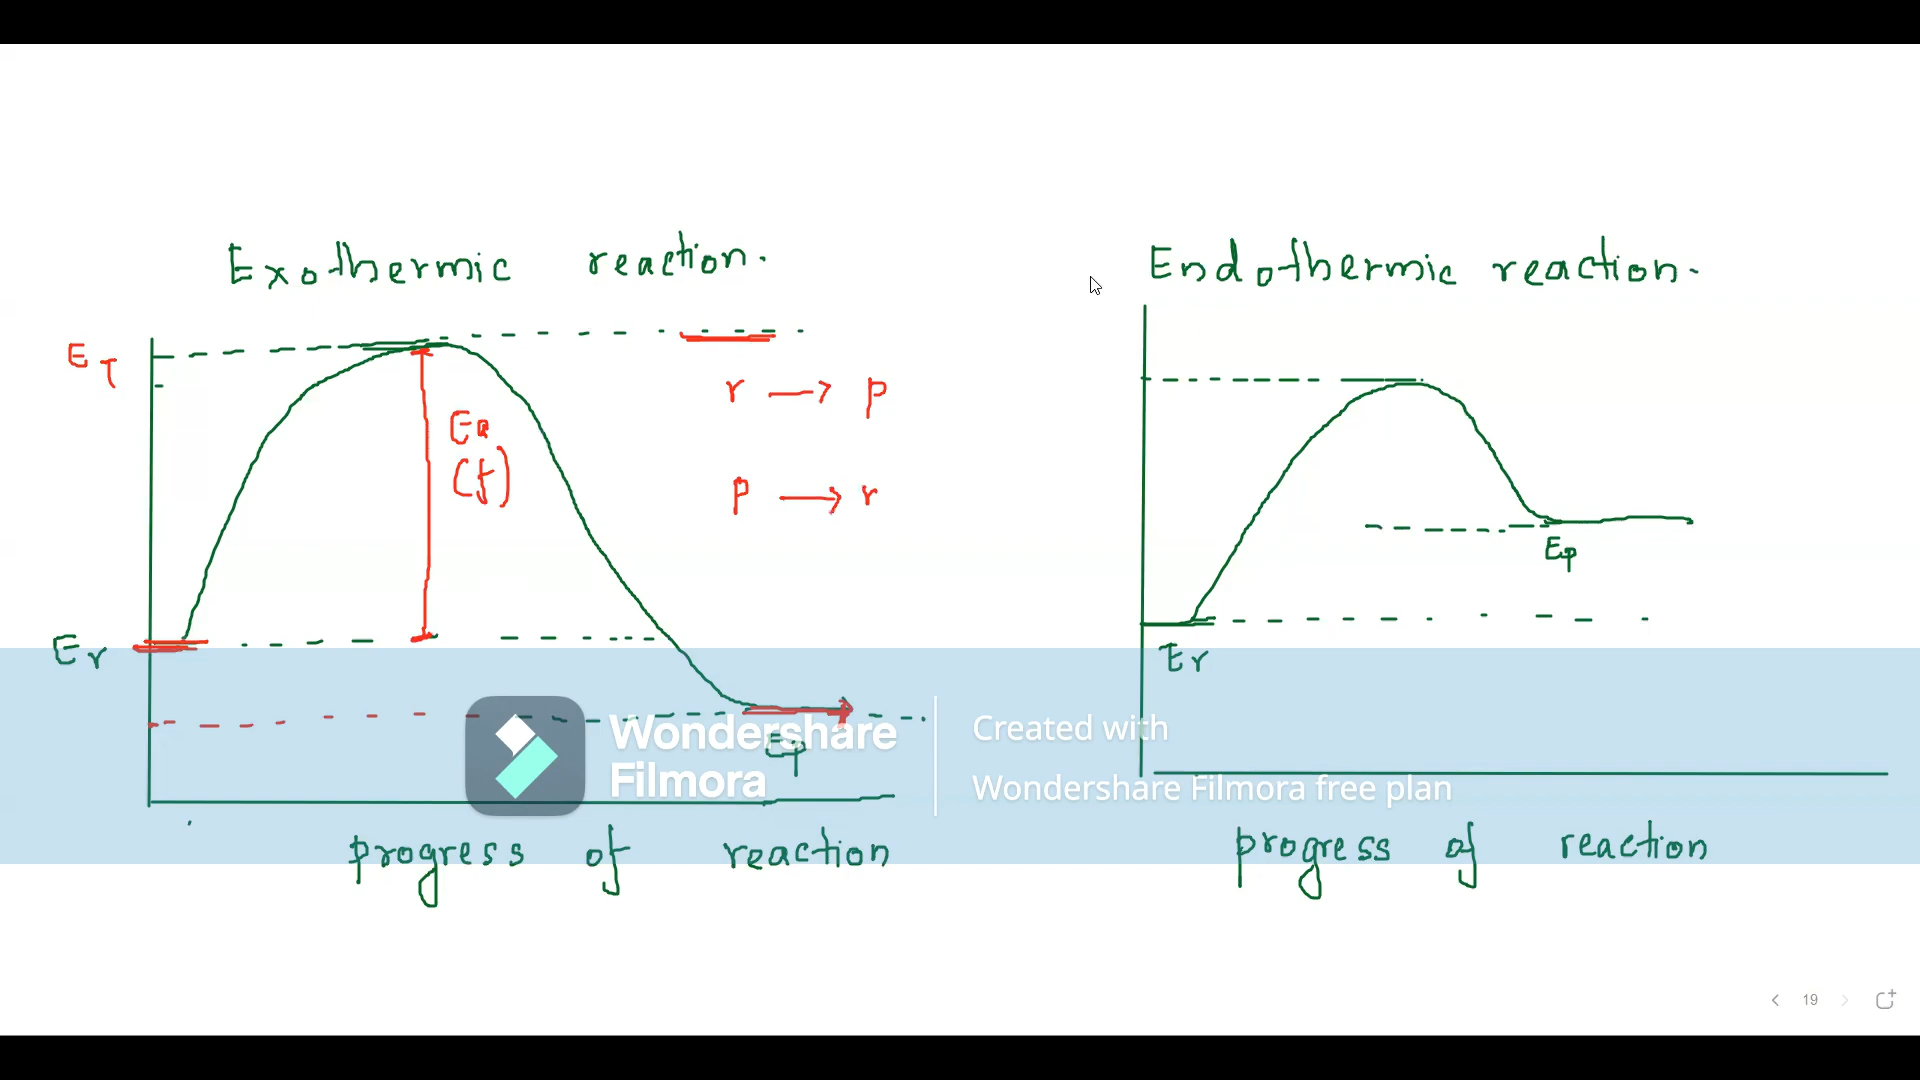 Exothermic reaction.
E_T
Ea
(f)
r → p
p → r
Er
Ep
progress of reaction
Endothermic reaction.
Ep
Er
progress of reaction
Wondershare
Filmora
Created with
Wondershare Filmora free plan
19